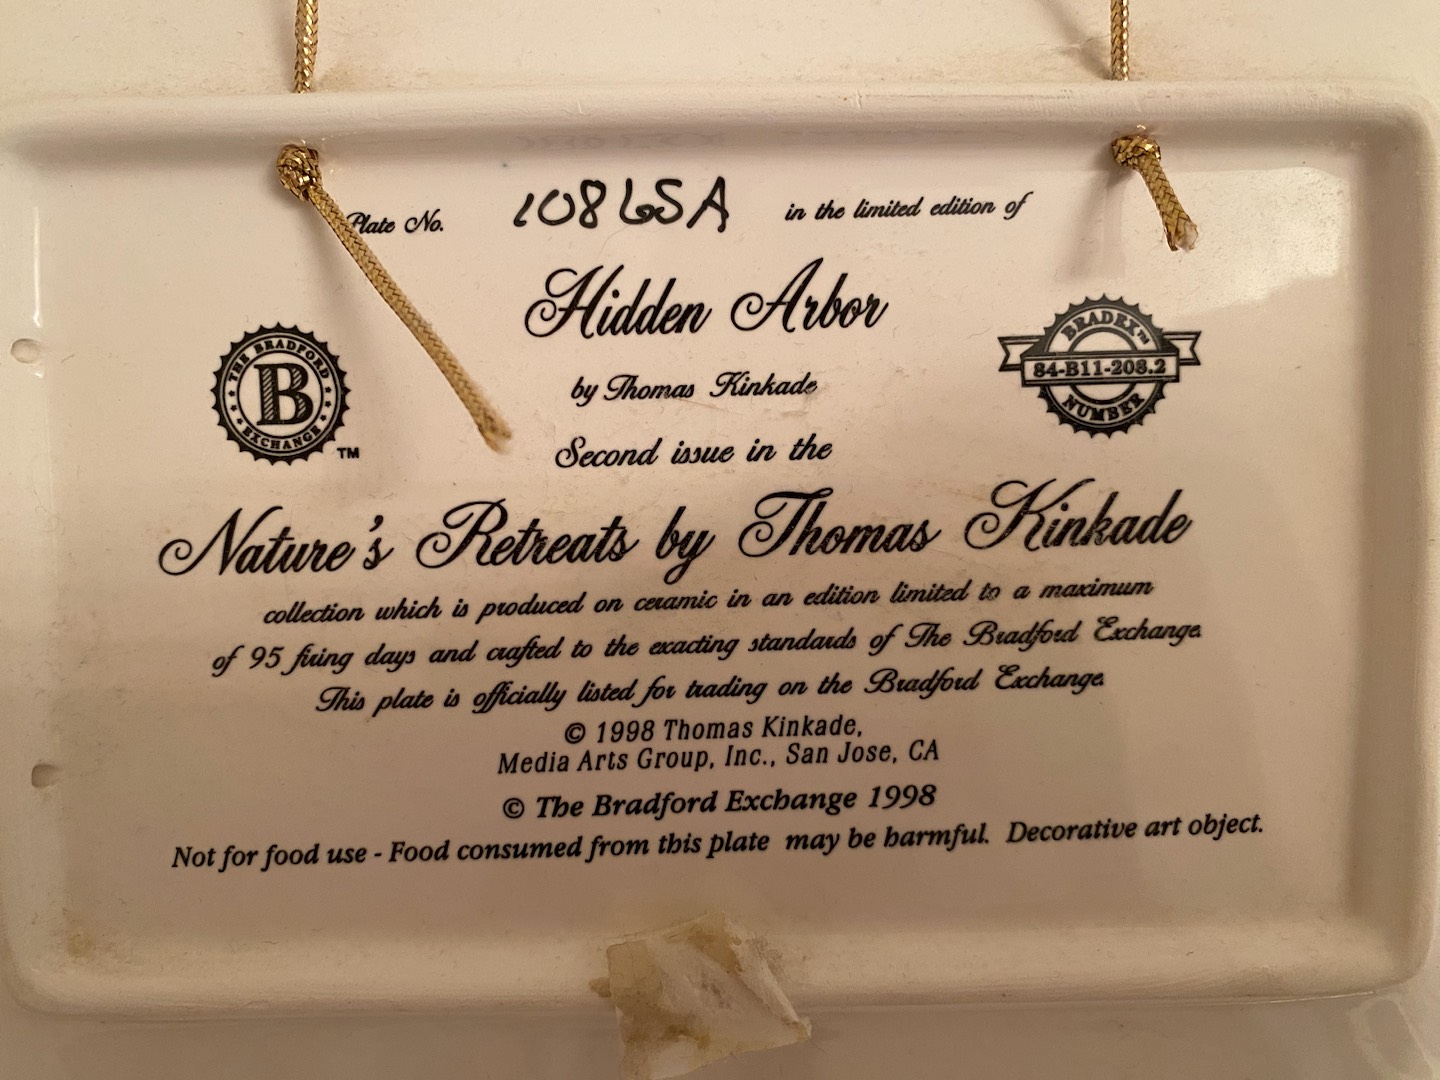 Plate No. 10865A in the limited edition of
Hidden Arbor
by Thomas Kinkade
THE BRADFORD EXCHANGE
B
TM
BRADEX TM
84-B11-208.2
NUMBER
Second issue in the
Nature's Retreats by Thomas Kinkade
collection which is produced on ceramic in an edition limited to a maximum
of 95 firing days and crafted to the exacting standards of The Bradford Exchange.
This plate is officially listed for trading on the Bradford Exchange.
© 1998 Thomas Kinkade,
Media Arts Group, Inc., San Jose, CA
© The Bradford Exchange 1998
Not for food use - Food consumed from this plate may be harmful. Decorative art object.